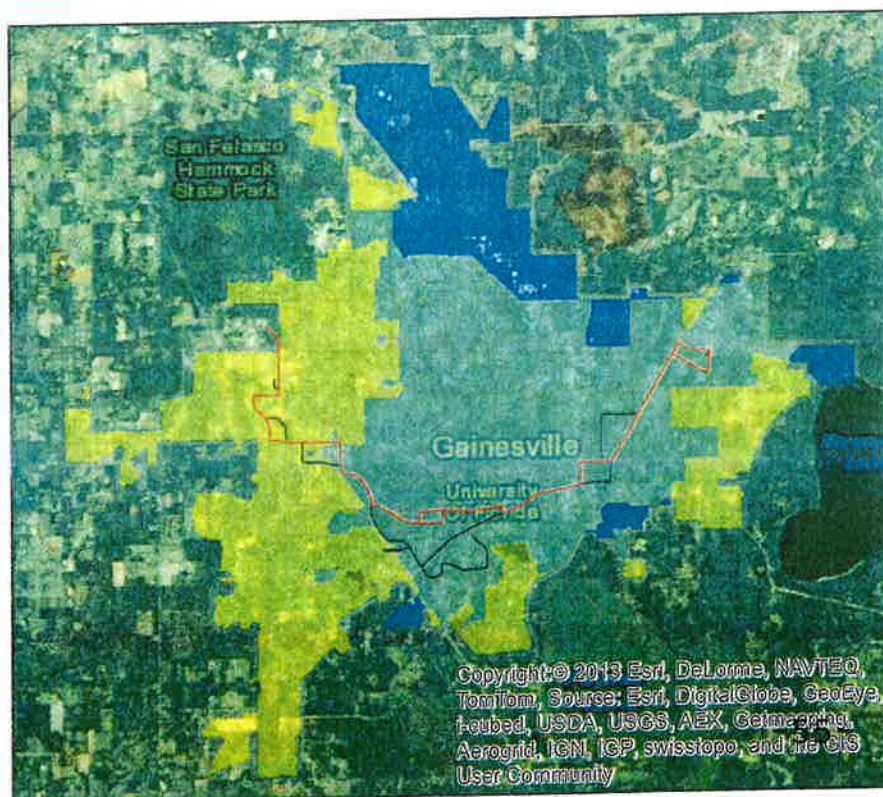 San Felasco
Hammock
State Park
Gainesville
University
Copyright:© 2013 Esri, DeLorme, NAVTEQ,
TomTom, Source: Esri, DigitalGlobe, GeoEye,
i-cubed, USDA, USGS, AEX, Getmapping,
Aerogrid, IGN, IGP, swisstopo, and the GIS
User Community